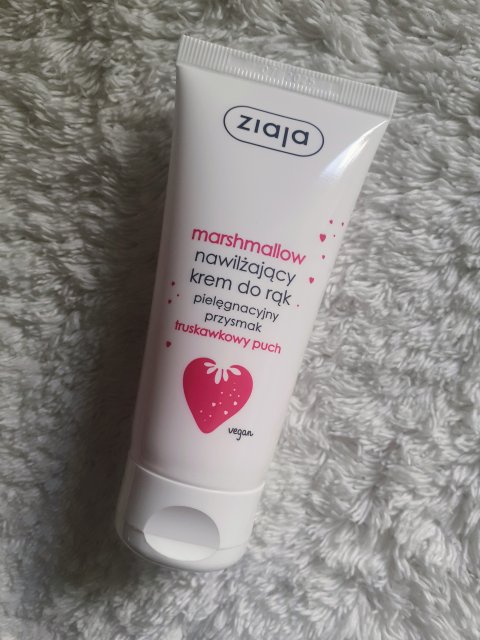 ziaja
marshmallow
nawilżający
krem do rąk
pielęgnacyjny
przysmak
truskawkowy puch
vegan